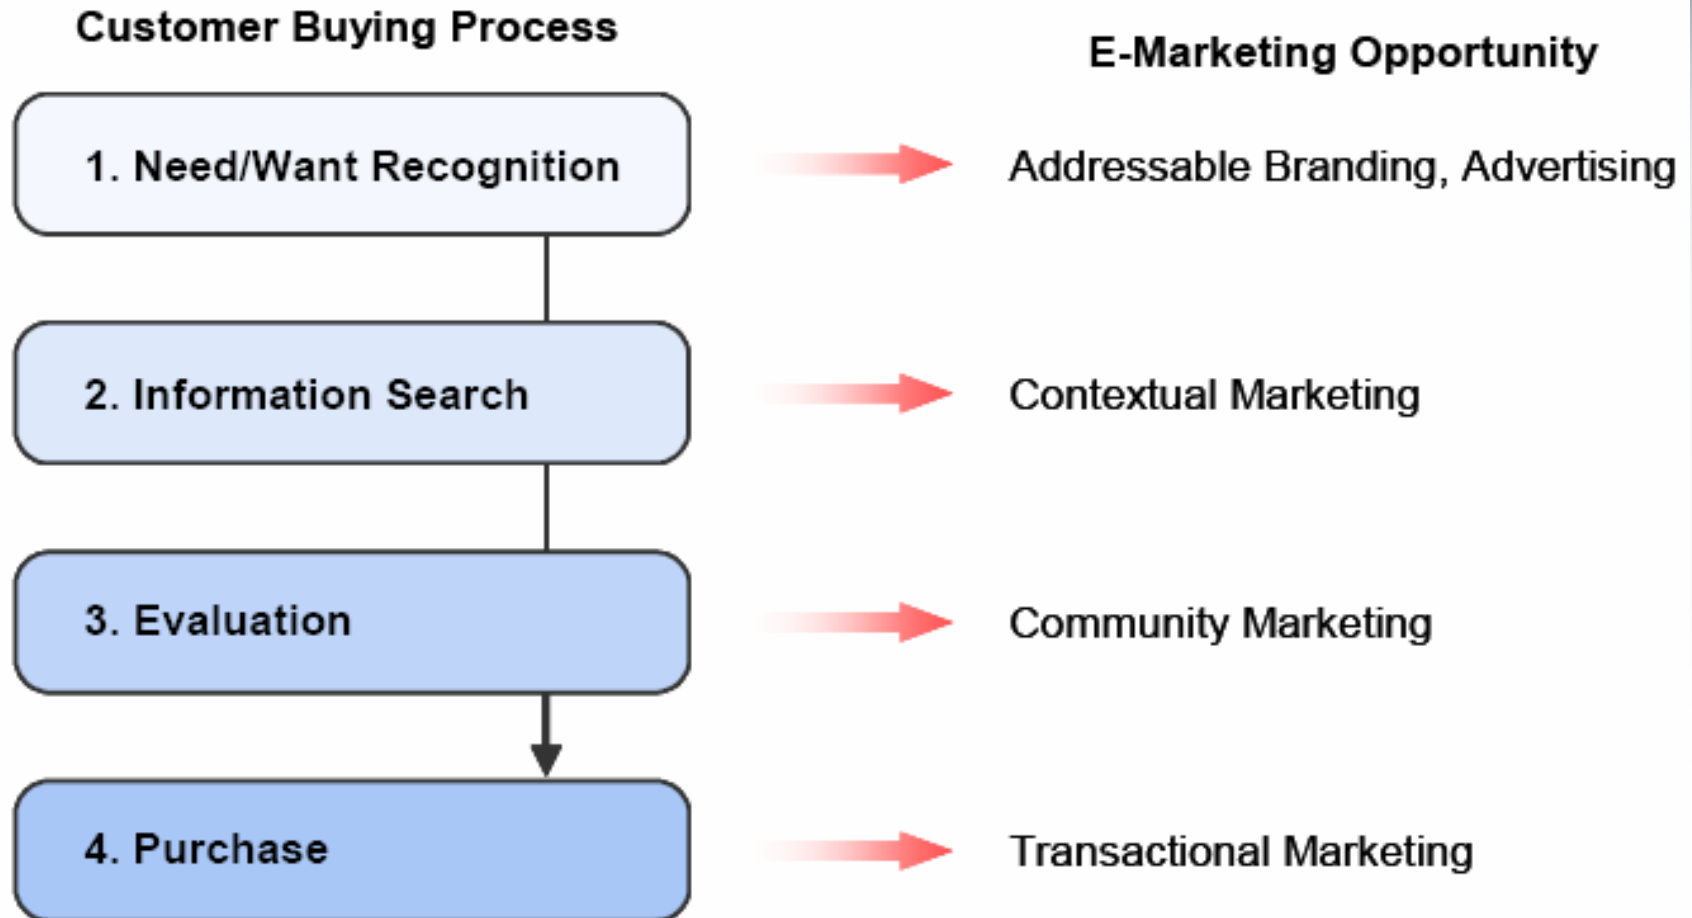 Customer Buying Process
E-Marketing Opportunity
1. Need/Want Recognition
Addressable Branding, Advertising
2. Information Search
Contextual Marketing
3. Evaluation
Community Marketing
4. Purchase
Transactional Marketing